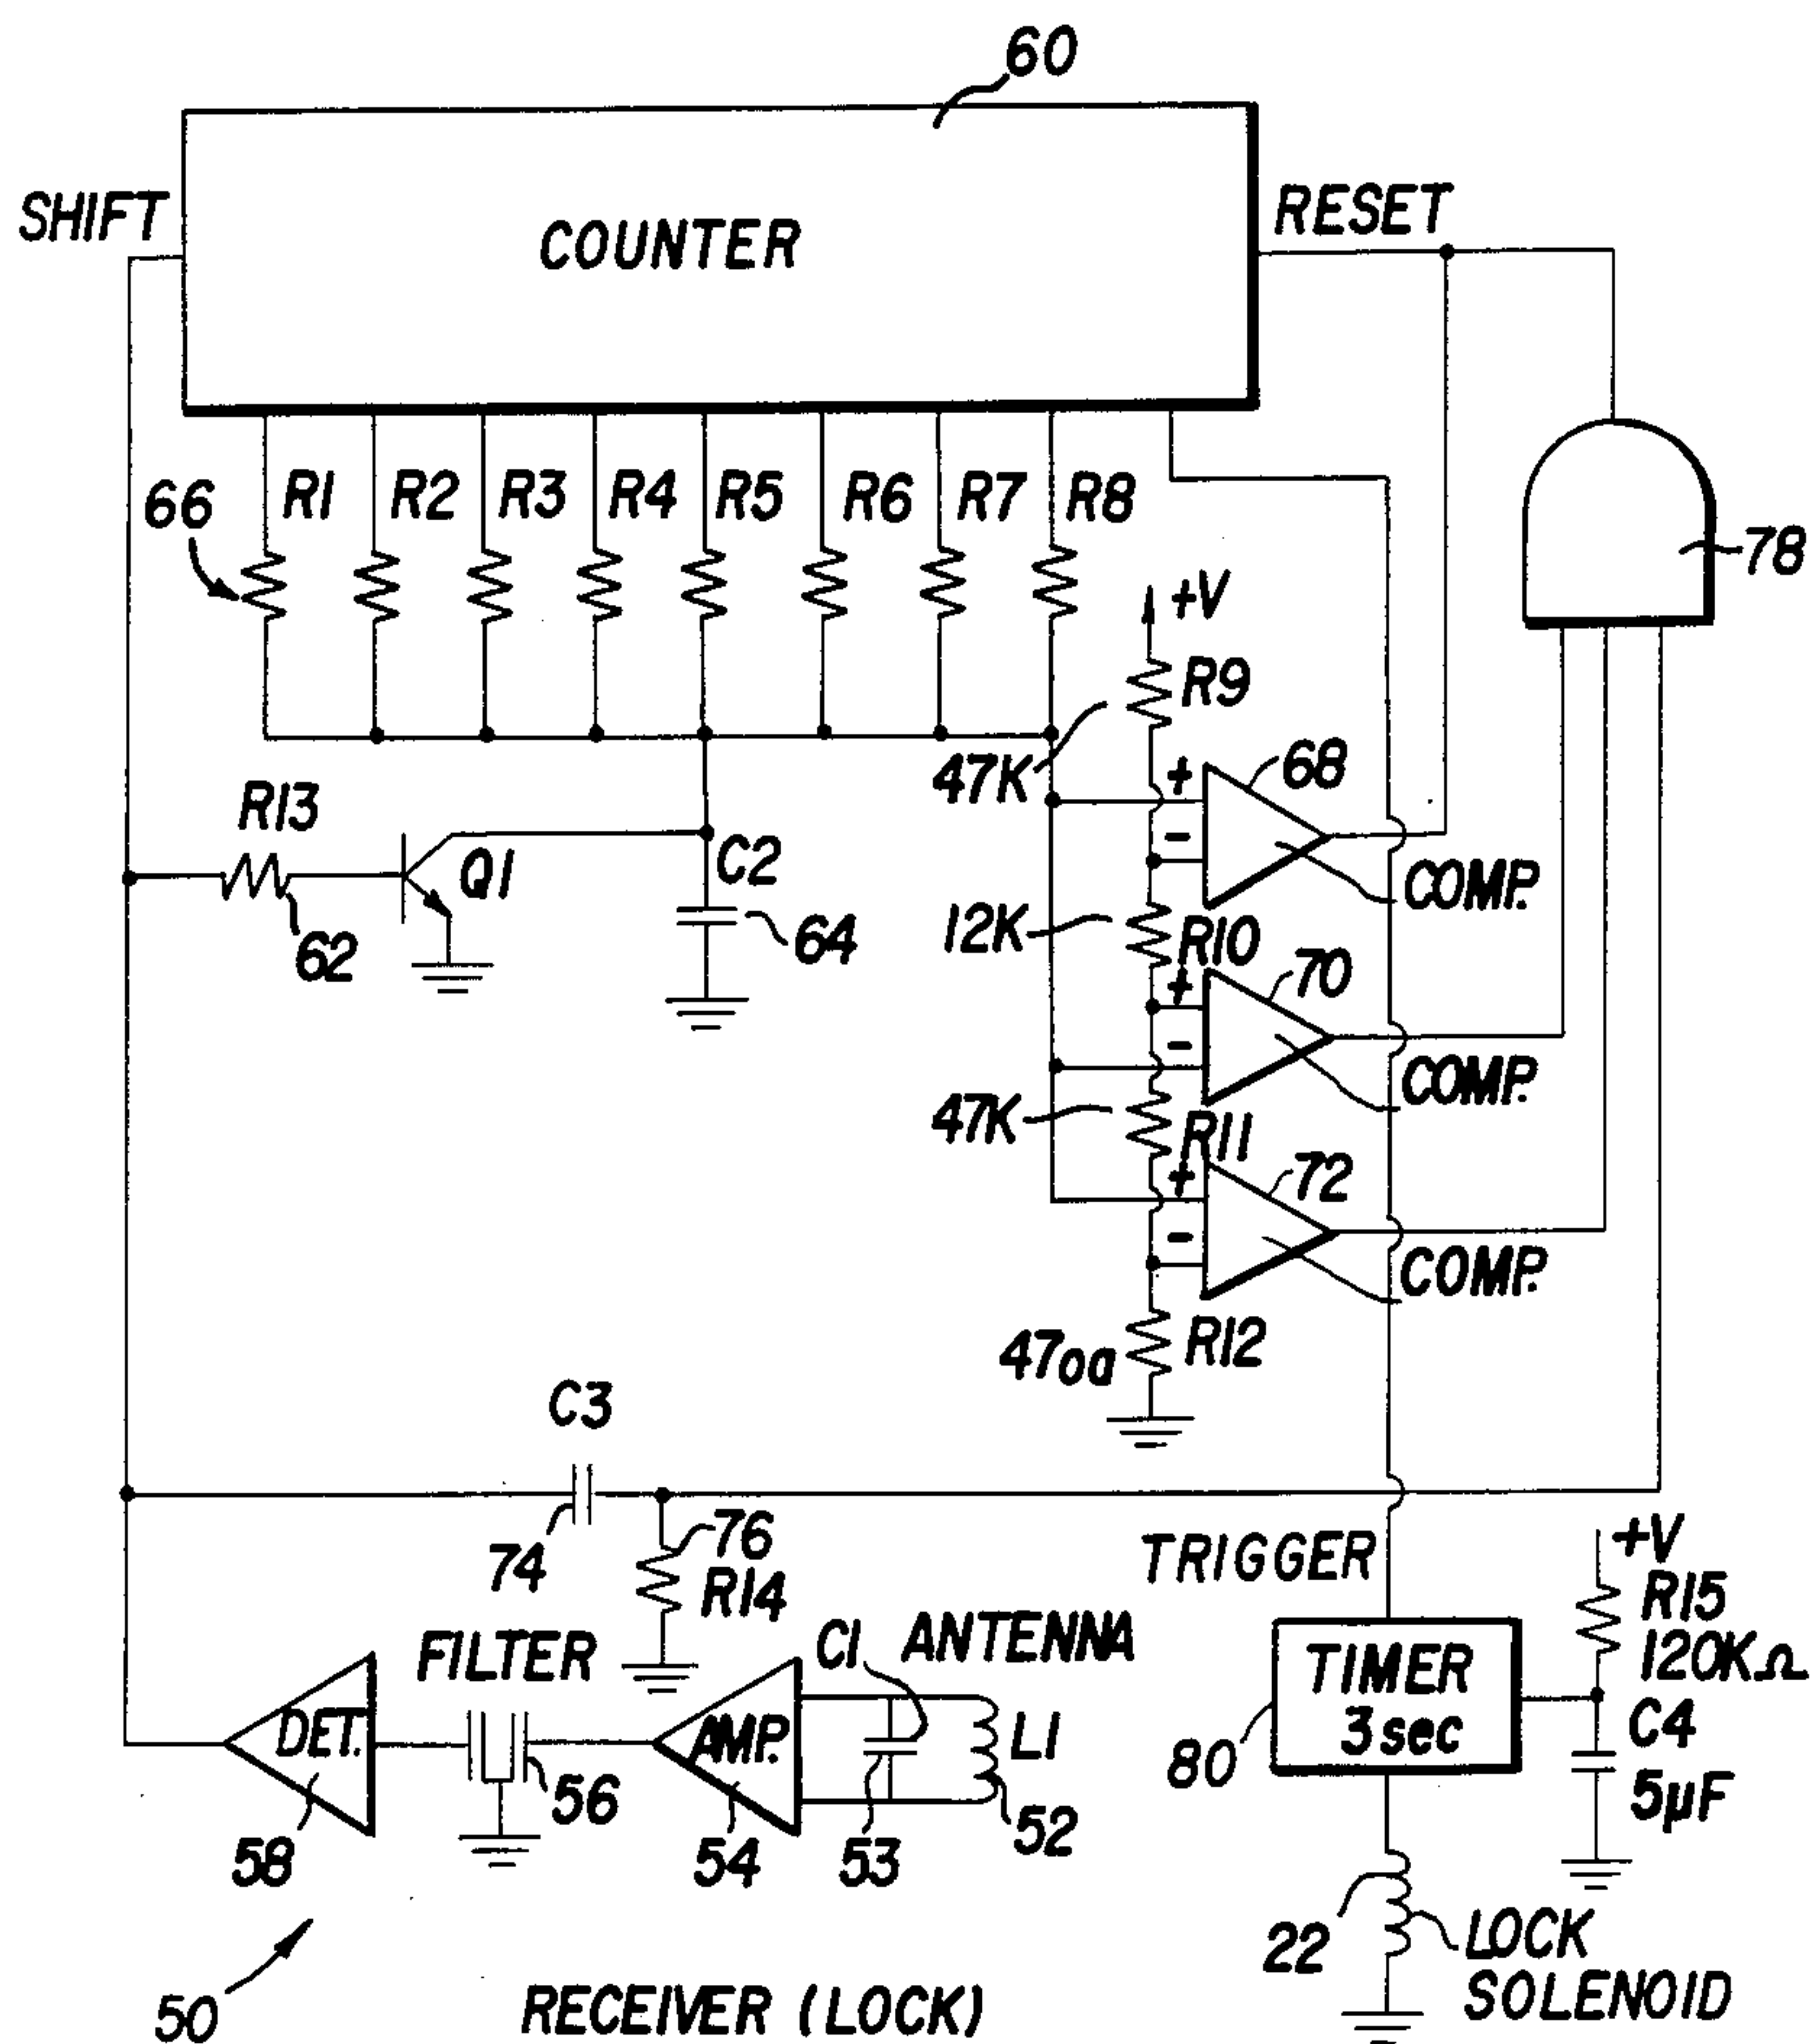 60
SHIFT
COUNTER
RESET
66
R1
R2
R3
R4
R5
R6
R7
R8
78
+V
R9
47K
+
-
68
COMP.
R13
Q1
C2
62
64
12K
R10
+
-
70
COMP.
47K
R11
+
-
72
COMP.
R12
C3
74
76
R14
TRIGGER
+V
R15
120KΩ
FILTER
C1
ANTENNA
DET.
AMP.
L1
TIMER
3 sec
C4
5µF
80
58
56
54
53
52
22
LOCK
SOLENOID
50
RECEIVER (LOCK)